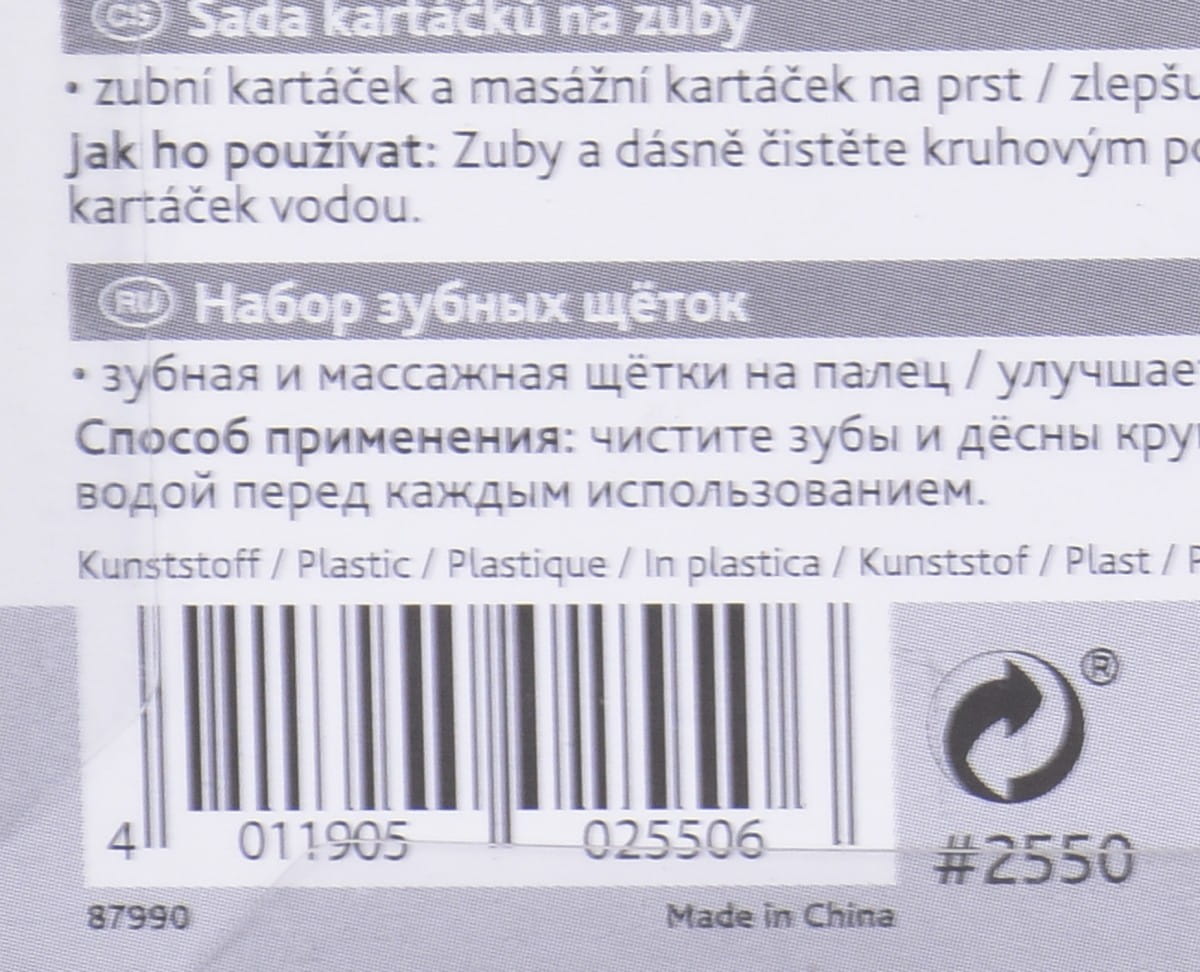 CS Sada kartáčků na zuby
• zubní kartáček a masážní kartáček na prst / zlepšu
Jak ho používat: Zuby a dásně čistěte kruhovým po
kartáček vodou.
RU Набор зубных щёток
• зубная и массажная щётки на палец / улучшае
Способ применения: чистите зубы и дёсны кру
водой перед каждым использованием.
Kunststoff / Plastic / Plastique / In plastica / Kunststof / Plast / P
®
4 011905 025506
#2550
87990 Made in China